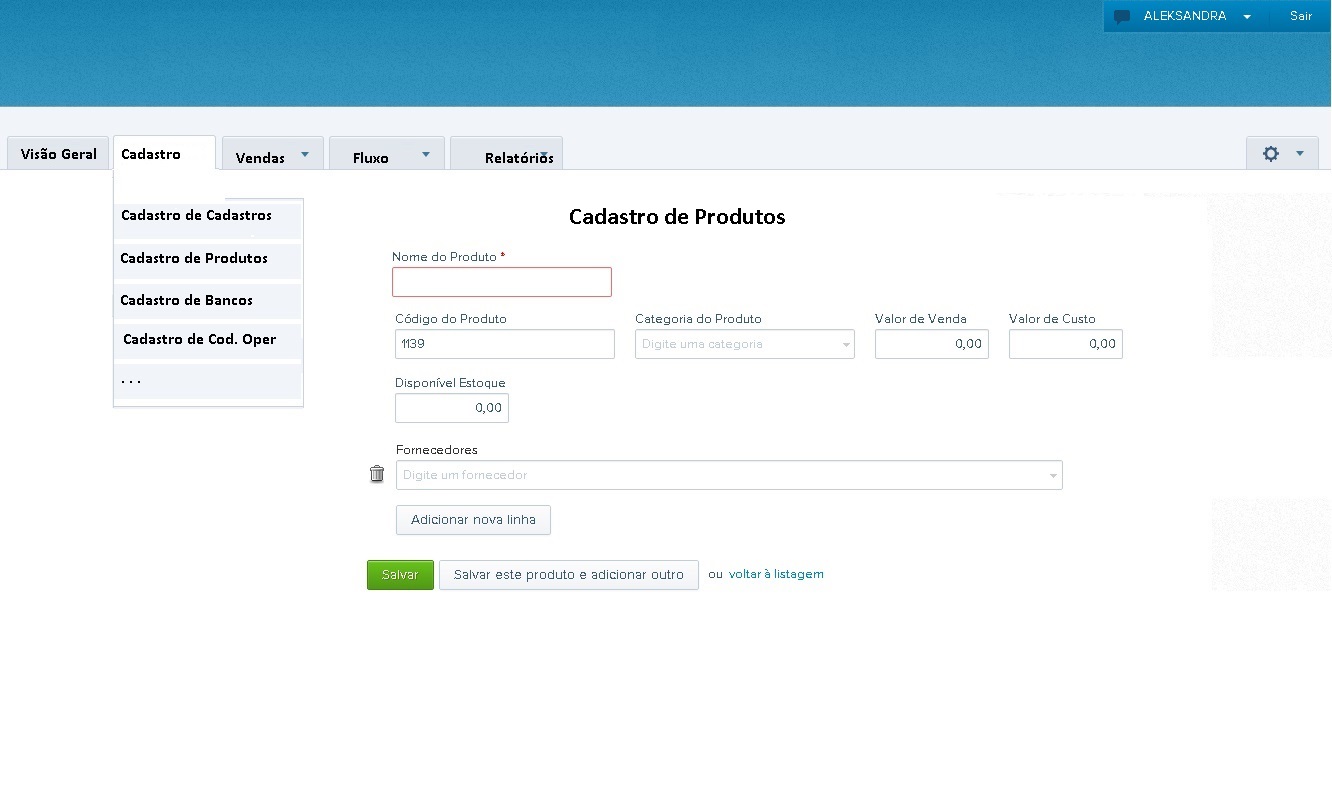 ALEKSANDRA Sair
Visão Geral Cadastro Vendas Fluxo Relatórios
Cadastro de Cadastros
Cadastro de Produtos
Cadastro de Bancos
Cadastro de Cod. Oper
. . .
Cadastro de Produtos
Nome do Produto *
Código do Produto Categoria do Produto Valor de Venda Valor de Custo
1139 Digite uma categoria 0,00 0,00
Disponível Estoque
0,00
Fornecedores
Digite um fornecedor
Adicionar nova linha
Salvar Salvar este produto e adicionar outro ou voltar à listagem